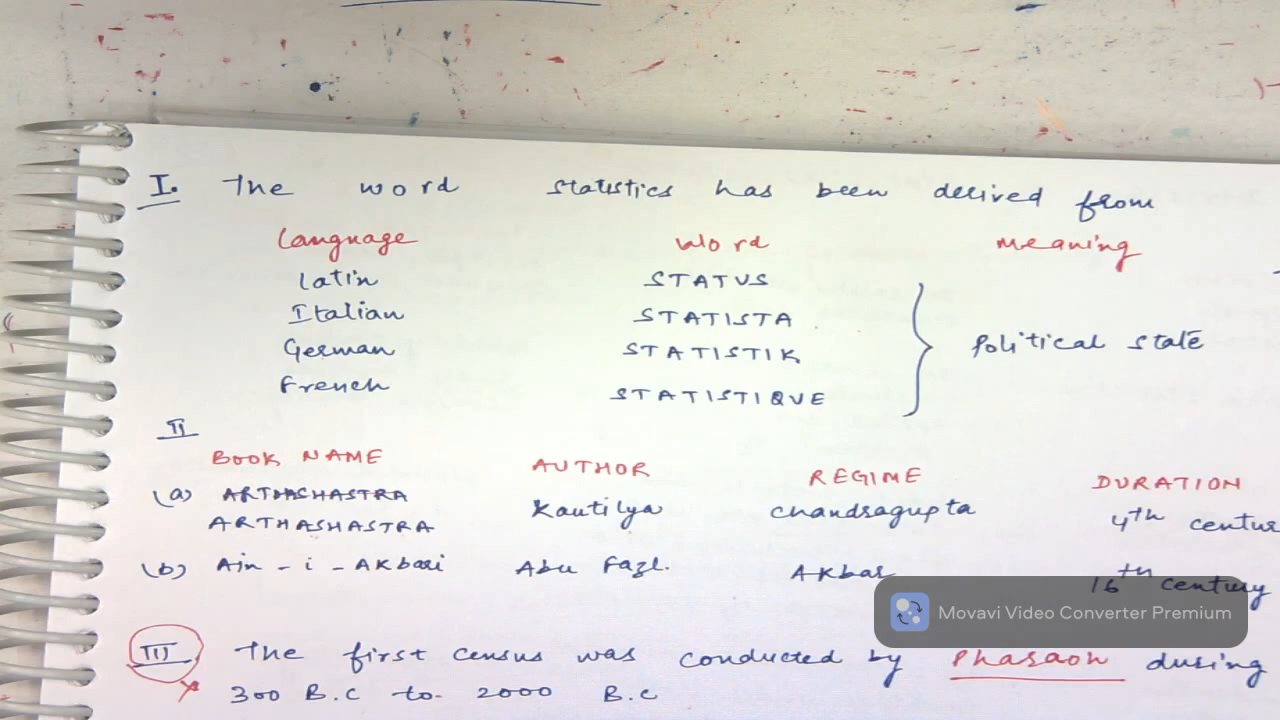 I. The word statistics has been derived from
Language Word Meaning
Latin STATUS
Italian STATISTA
German STATISTIK
French STATISTIQUE
Political state
II
BOOK NAME AUTHOR REGIME DURATION
(a) ARTHACHASTRA
ARTHASHASTRA Kautilya Chandragupta 4th centur
(b) Ain-i-AKbari Abu Fazl. AKbar 16th century
Movavi Video Converter Premium
III The first census was conducted by Pharaoh during
300 B.C to 2000 B.C